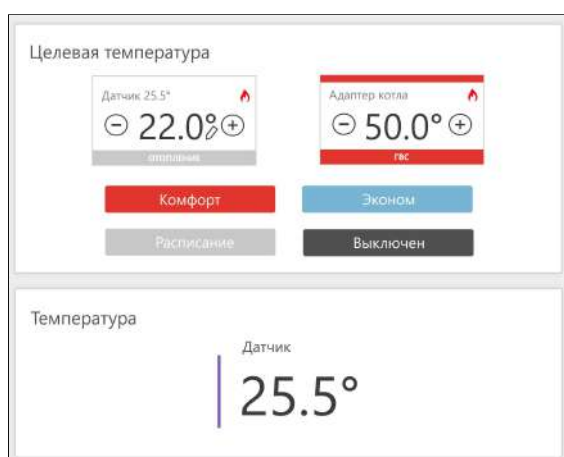 Целевая температура
Датчик 25.5°
Адаптер котла
22.0°
50.0°
отопление
гвс
Комфорт
Эконом
Расписание
Выключен
Температура
Датчик
25.5°